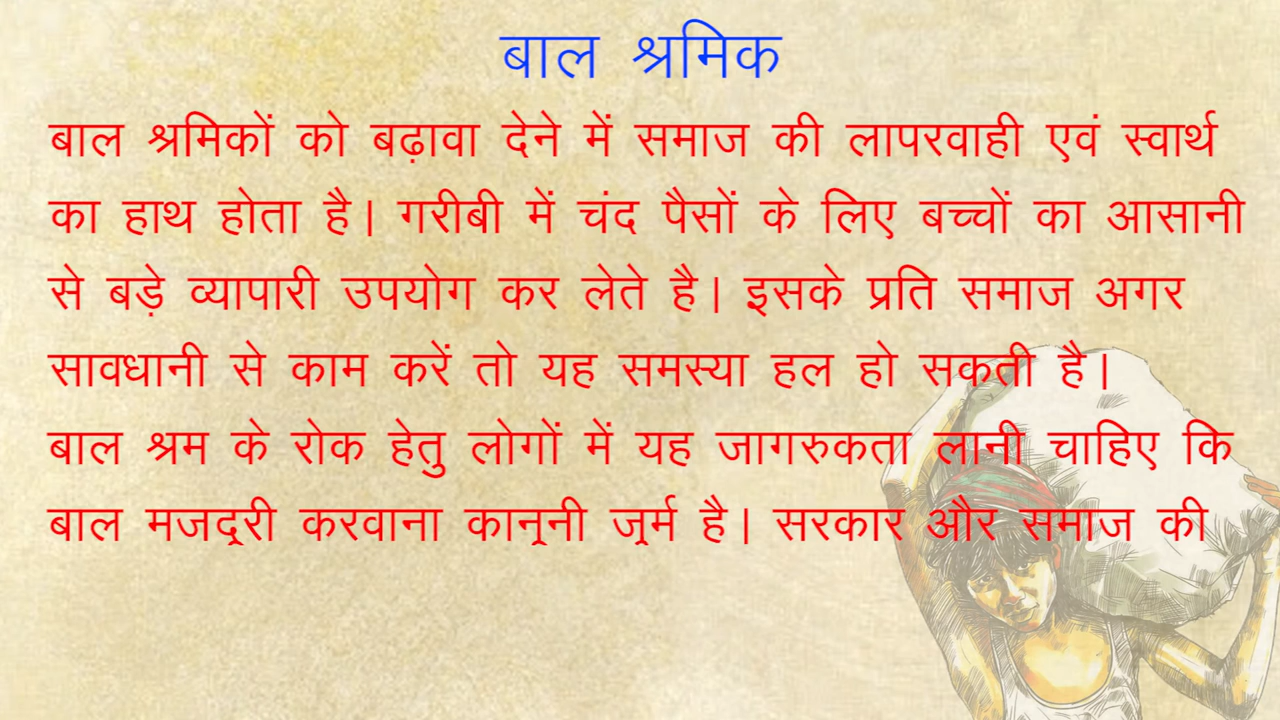 बाल श्रमिक
बाल श्रमिकों को बढ़ावा देने में समाज की लापरवाही एवं स्वार्थ
का हाथ होता है। गरीबी में चंद पैसों के लिए बच्चों का आसानी
से बड़े व्यापारी उपयोग कर लेते है। इसके प्रति समाज अगर
सावधानी से काम करें तो यह समस्या हल हो सकती है।
बाल श्रम के रोक हेतु लोगों में यह जागरुकता लानी चाहिए कि
बाल मजदूरी करवाना कानूनी जूर्म है। सरकार और समाज की